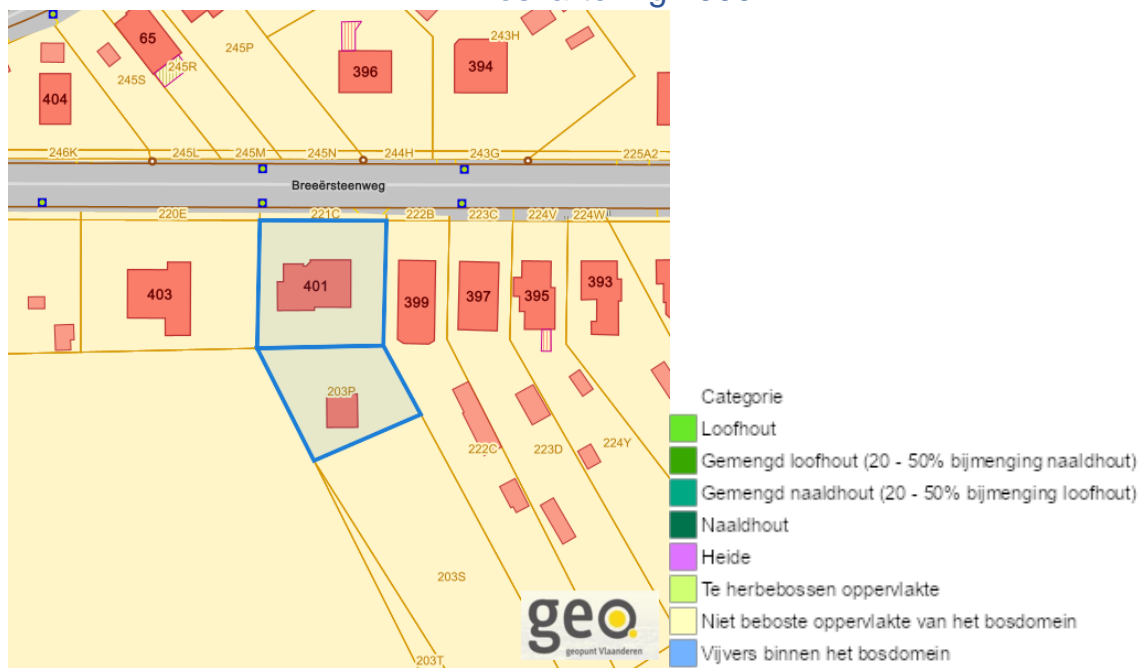 65
245P
243H
245R
245S
396
394
404
246K
245L
245M
245N
244H
243G
225A2
Breeërsteenweg
220E
221C
222B
223C
224V
224W
403
401
399
397
395
393
203P
222C
223D
224Y
203S
203T
geo.
geopunt Vlaanderen
Categorie
Loofhout
Gemengd loofhout (20 - 50% bijmenging naaldhout)
Gemengd naaldhout (20 - 50% bijmenging loofhout)
Naaldhout
Heide
Te herbebossen oppervlakte
Niet beboste oppervlakte van het bosdomein
Vijvers binnen het bosdomein